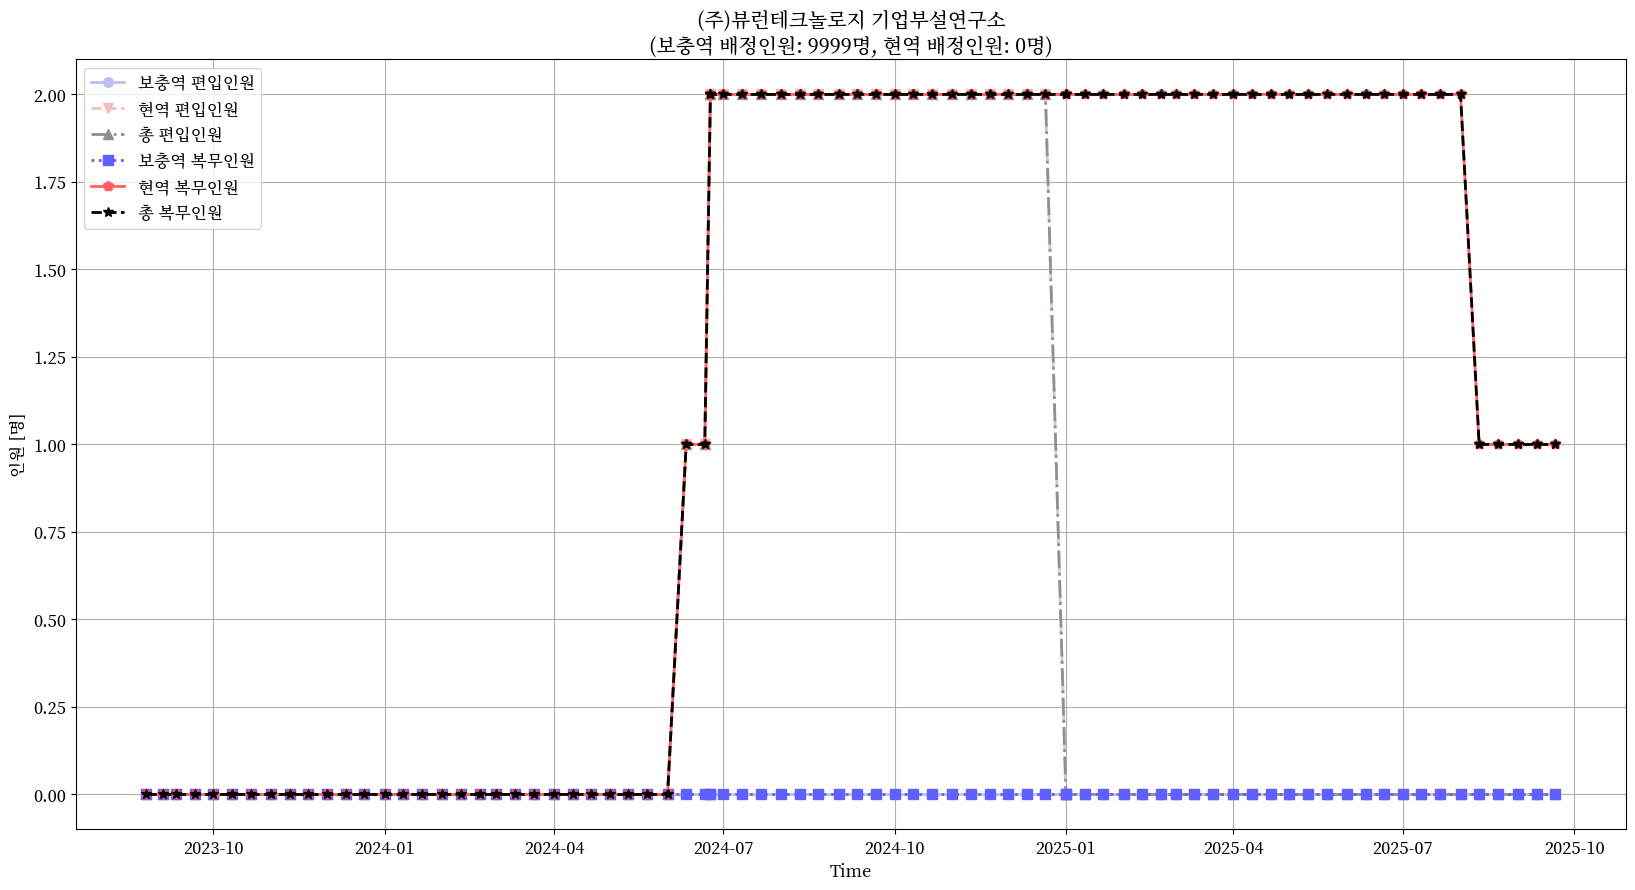 (주)뷰런테크놀로지 기업부설연구소
(보충역 배정인원: 9999명, 현역 배정인원: 0명)
보충역 편입인원
현역 편입인원
총 편입인원
보충역 복무인원
현역 복무인원
총 복무인원
인원 [명]
2.00
1.75
1.50
1.25
1.00
0.75
0.50
0.25
0.00
2023-10 2024-01 2024-04 2024-07 2024-10 2025-01 2025-04 2025-07 2025-10
Time